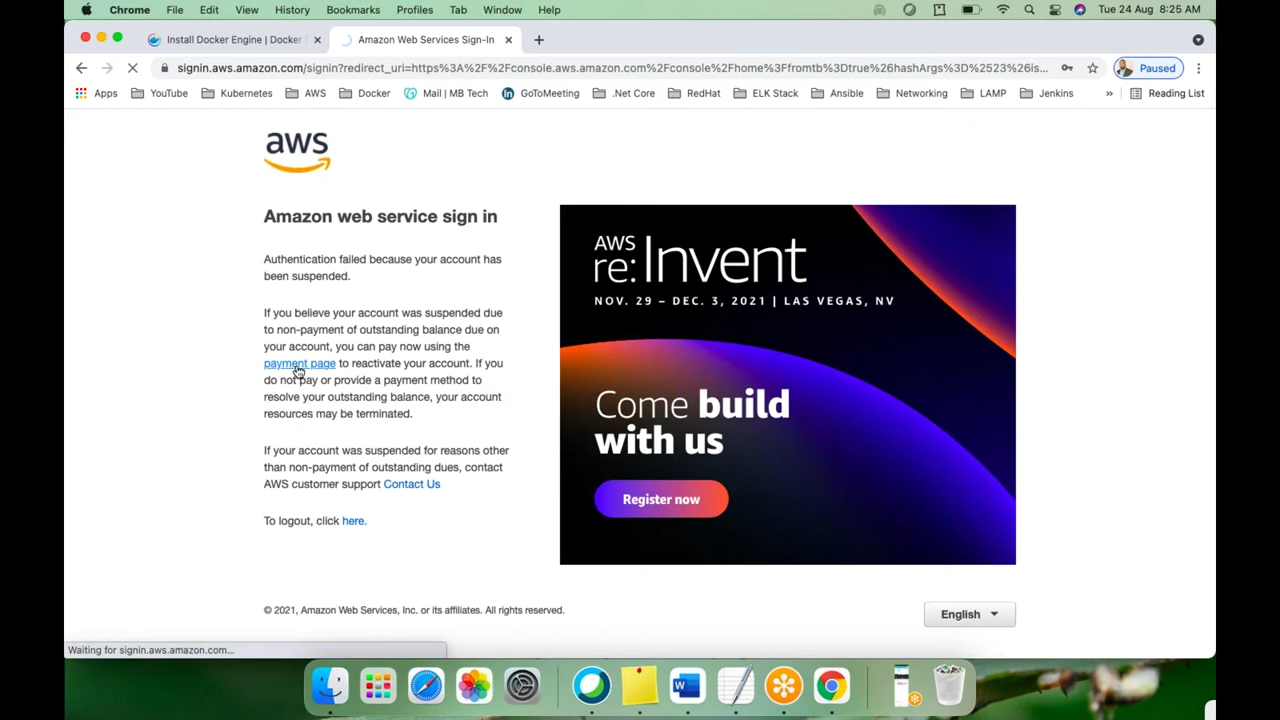 Chrome File Edit View History Bookmarks Profiles Tab Window Help Tue 24 Aug 8:25 AM
Install Docker Engine | Docker Amazon Web Services Sign-In
signin.aws.amazon.com/signin?redirect_uri=https%3A%2F%2Fconsole.aws.amazon.com%2Fconsole%2Fhome%3Ffromtb%3Dtrue%26hashArgs%3D%2523%26is... Paused
Apps YouTube Kubernetes AWS Docker Mail | MB Tech GoToMeeting .Net Core RedHat ELK Stack Ansible Networking LAMP Jenkins » Reading List
aws
Amazon web service sign in
Authentication failed because your account has
been suspended.
If you believe your account was suspended due
to non-payment of outstanding balance due on
your account, you can pay now using the
payment page to reactivate your account. If you
do not pay or provide a payment method to
resolve your outstanding balance, your account
resources may be terminated.
If your account was suspended for reasons other
than non-payment of outstanding dues, contact
AWS customer support Contact Us
To logout, click here.
AWS
re:Invent
NOV. 29 – DEC. 3, 2021 | LAS VEGAS, NV
Come build
with us
Register now
© 2021, Amazon Web Services, Inc. or its affiliates. All rights reserved.
English
Waiting for signin.aws.amazon.com...